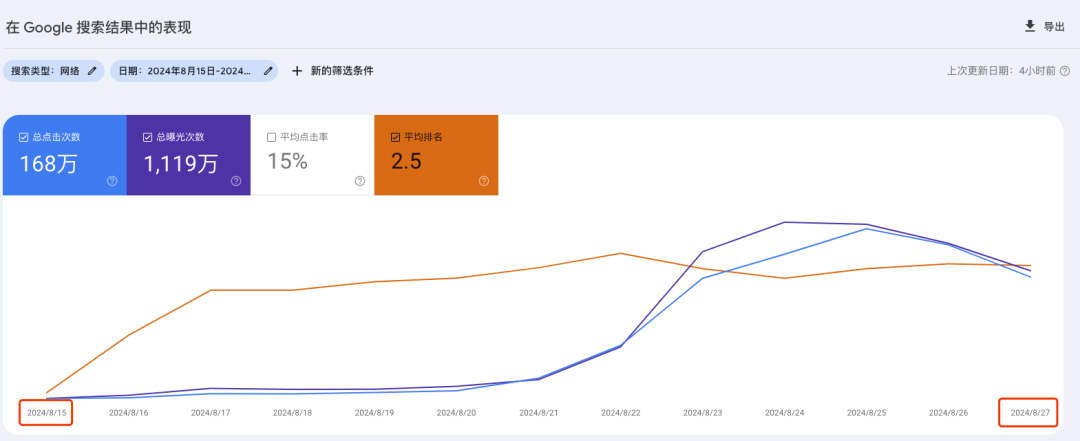 在 Google 搜索结果中的表现 导出
搜索类型：网络 日期：2024年8月15日-2024... 新的筛选条件 上次更新日期：4小时前
总点击次数 总曝光次数 平均点击率 平均排名
168万 1,119万 15% 2.5
2024/8/15 2024/8/16 2024/8/17 2024/8/18 2024/8/19 2024/8/20 2024/8/21 2024/8/22 2024/8/23 2024/8/24 2024/8/25 2024/8/26 2024/8/27